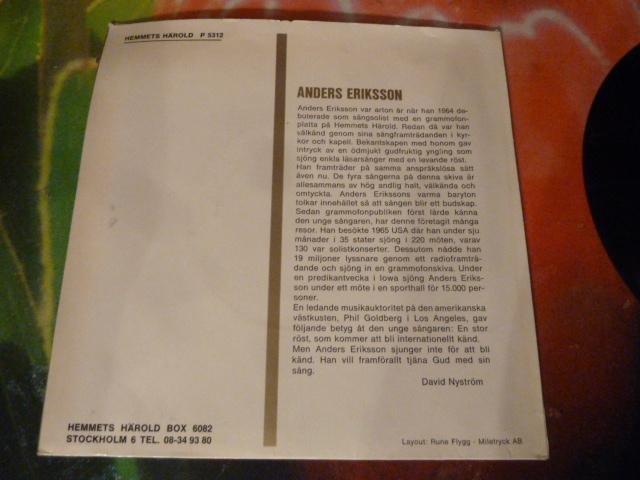 HEMMETS HÄROLD P 5312
ANDERS ERIKSSON
Anders Eriksson var arton år när han 1964 de-
buterade som sångsolist med en grammofon-
platta på Hemmets Härold. Redan då var han
välkänd genom sina sångframträdanden i kyr-
kor och kapell. Bekantskapen med honom gav
intryck av en ödmjukt gudfruktig yngling som
sjöng enkla läsarsånger med en levande röst.
Han framträder på samma anspråkslösa sätt
även nu. De fyra sångerna på denna skiva är
allesammans av hög andlig halt, välkända och
omtyckta. Anders Erikssons varma baryton
tolkar innehållet så att sången blir ett budskap.
Sedan grammofonpubliken först lärde känna
den unge sångaren, har denne företagit många
resor. Han besökte 1965 USA där han under sju
månader i 35 stater sjöng i 220 möten, varav
130 var solistkonserter. Dessutom nådde han
19 miljoner lyssnare genom ett radioframträ-
dande och sjöng in en grammofonskiva. Under
en predikantvecka i Iowa sjöng Anders Eriks-
son under ett möte i en sporthall för 15.000 per-
soner.
En ledande musikauktoritet på den amerikanska
västkusten, Phil Goldberg i Los Angeles, gav
följande betyg åt den unge sångaren: En stor
röst, som kommer att bli internationellt känd.
Men Anders Eriksson sjunger inte för att bli
känd. Han vill framförallt tjäna Gud med sin
sång.
David Nyström
HEMMETS HÄROLD BOX 6082
STOCKHOLM 6 TEL. 08-34 93 80
Layout: Rune Flygg - Miletryck AB